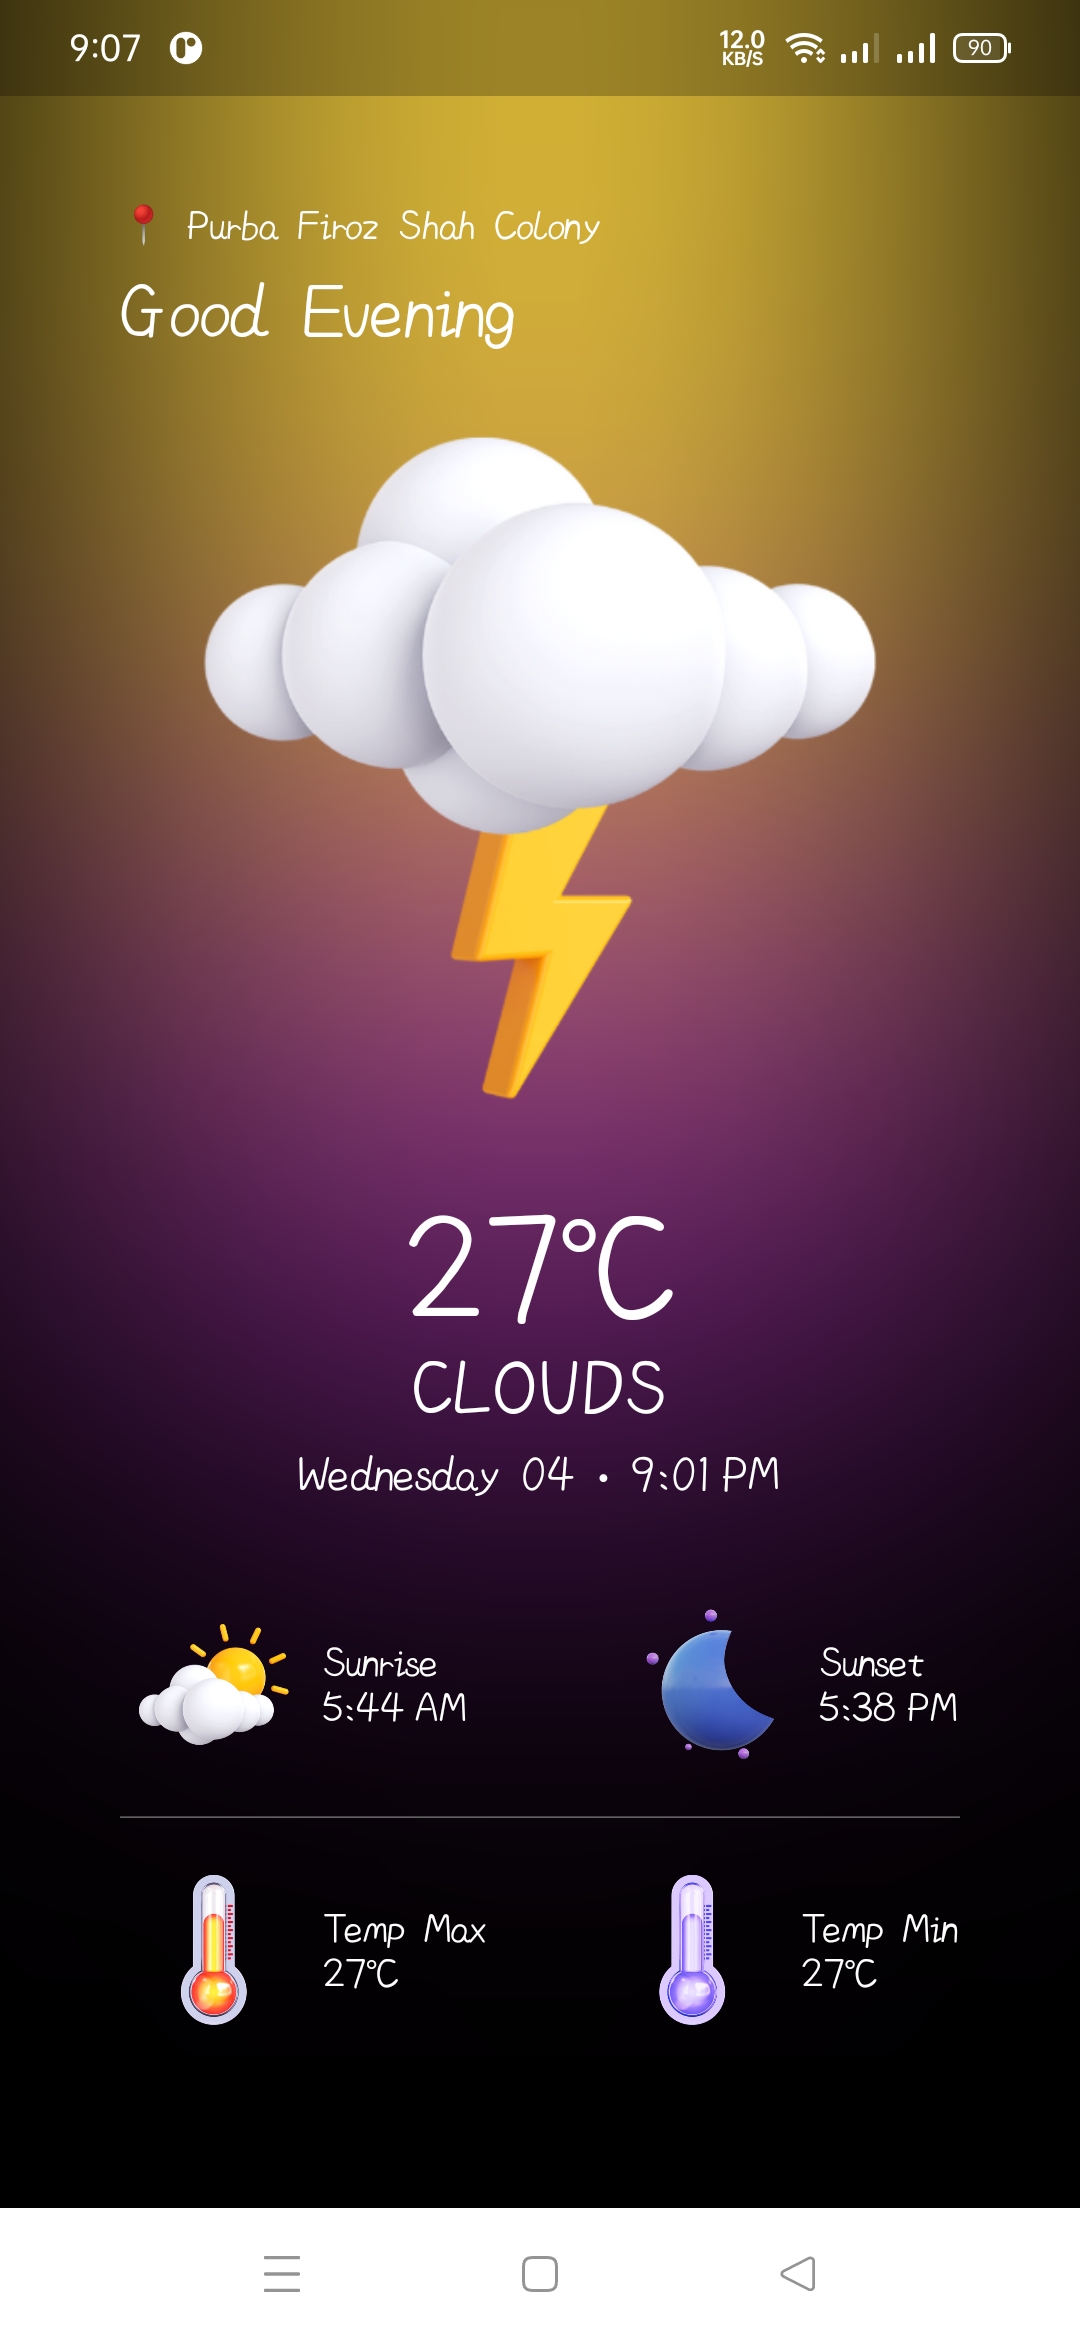 9:07
12.0
KB/S
90
Purba Firoz Shah Colony
Good Evening
27°C
CLOUDS
Wednesday 04 • 9:01 PM
Sunrise
5:44 AM
Sunset
5:38 PM
Temp Max
27°C
Temp Min
27°C